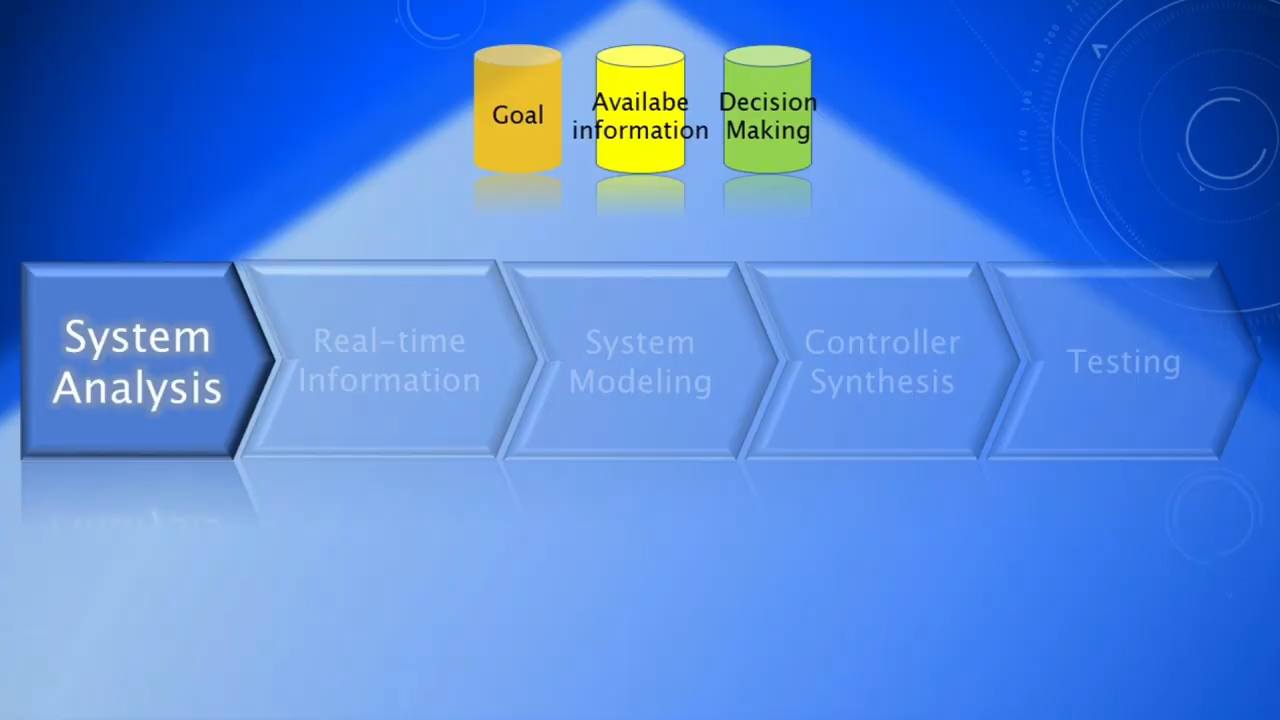 Goal
Availabe
information
Decision
Making
System
Analysis
Real-time
Information
System
Modeling
Controller
Synthesis
Testing